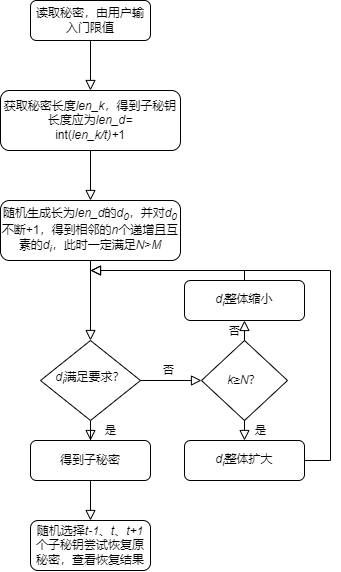 读取秘密，由用户输
入门限值
获取秘密长度len_k，得到子秘钥
长度应为len_d=
int(len_k/t)+1
随机生成长为len_d的d₀，并对d₀
不断+1，得到相邻的n个递增且互
素的dᵢ，此时一定满足N>M
dᵢ整体缩小
否
dᵢ满足要求?
否
k≥N?
是
是
得到子秘密
dᵢ整体扩大
随机选择t-1、t、t+1
个子秘钥尝试恢复原
秘密，查看恢复结果